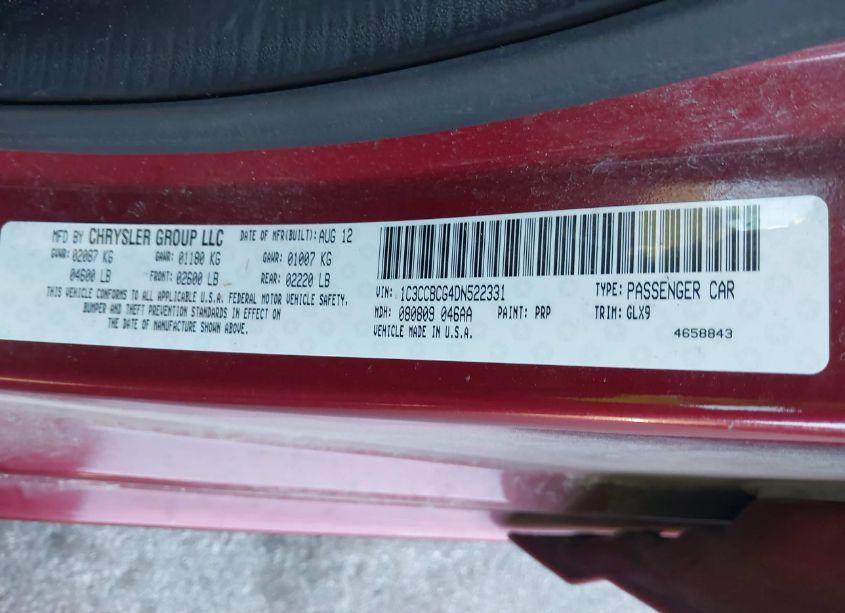 MFD BY CHRYSLER GROUP LLC DATE OF MFR(BUILT): AUG 12
GVWR: 02087 KG GAWR: 01180 KG GAWR: 01007 KG
04600 LB FRONT: 02600 LB REAR: 02220 LB
THIS VEHICLE CONFORMS TO ALL APPLICABLE U.S.A. FEDERAL MOTOR VEHICLE SAFETY,
BUMPER AND THEFT PREVENTION STANDARDS IN EFFECT ON
THE DATE OF MANUFACTURE SHOWN ABOVE.
VIN: 1C3CCBCG4DN522331 TYPE: PASSENGER CAR
MDH: 080809 046AA PAINT: PRP TRIM: GLX9
VEHICLE MADE IN U.S.A. 4658843